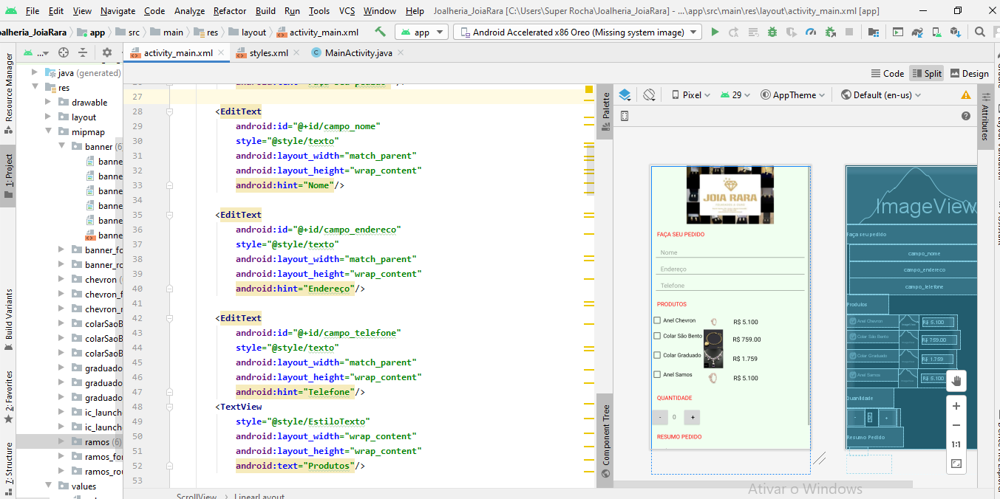 File Edit View Navigate Code Analyze Refactor Build Run Tools VCS Window Help Joalheria_JoiaRara [C:\Users\Super Rocha\Joalheria_JoiaRara] - ...\app\src\main\res\layout\activity_main.xml [app]
oalheria_JoiaRara app src main res layout activity_main.xml app Android Accelerated x86 Oreo (Missing system image)
... activity_main.xml styles.xml MainActivity.java
Code Split Design
Resource Manager
1: Project
Build Variants
2: Favorites
7: Structure
java (generated)
res
drawable
layout
mipmap
banner (6
banne
banne
banne
banne
banne
banne
banner_fo
banner_ro
chevron (
chevron_f
chevron_r
colarSaoB
colarSaoB
colarSaoB
graduado
graduado
graduado
ic_launch
ic_launch
ramos (6)
ramos_for
ramos_rou
values
27
28 <EditText
29 android:id="@+id/campo_nome"
30 style="@style/texto"
31 android:layout_width="match_parent"
32 android:layout_height="wrap_content"
33 android:hint="Nome"/>
34
35 <EditText
36 android:id="@+id/campo_endereco"
37 style="@style/texto"
38 android:layout_width="match_parent"
39 android:layout_height="wrap_content"
40 android:hint="Endereço"/>
41
42 <EditText
43 android:id="@+id/campo_telefone"
44 style="@style/texto"
45 android:layout_width="match_parent"
46 android:layout_height="wrap_content"
47 android:hint="Telefone"/>
48 <TextView
49 style="@style/EstiloTexto"
50 android:layout_width="wrap_content"
51 android:layout_height="wrap_content"
52 android:text="Produtos"/>
53
ScrollView LinearLayout
Palette
Component Tree
Pixel 29 AppTheme Default (en-us)
Attributes
JOIA RARA
FAÇA SEU PEDIDO
Nome
Endereço
Telefone
PRODUTOS
Anel Chevron R$ 5.100
Colar São Bento R$ 759.00
Colar Graduado R$ 1.759
Anel Samos R$ 5.100
QUANTIDADE
- 0 +
RESUMO PEDIDO
ImageView
Faça seu pedido
campo_nome
campo_endereco
campo_telefone
Produtos
Anel Chevron R$ 5.100
Colar São Bento R$ 759.00
Colar Graduado R$ 1.759
Anel Samos R$ 5.100
Quantidade
- 0 +
Resumo Pedido
1:1
Ativar o Windows